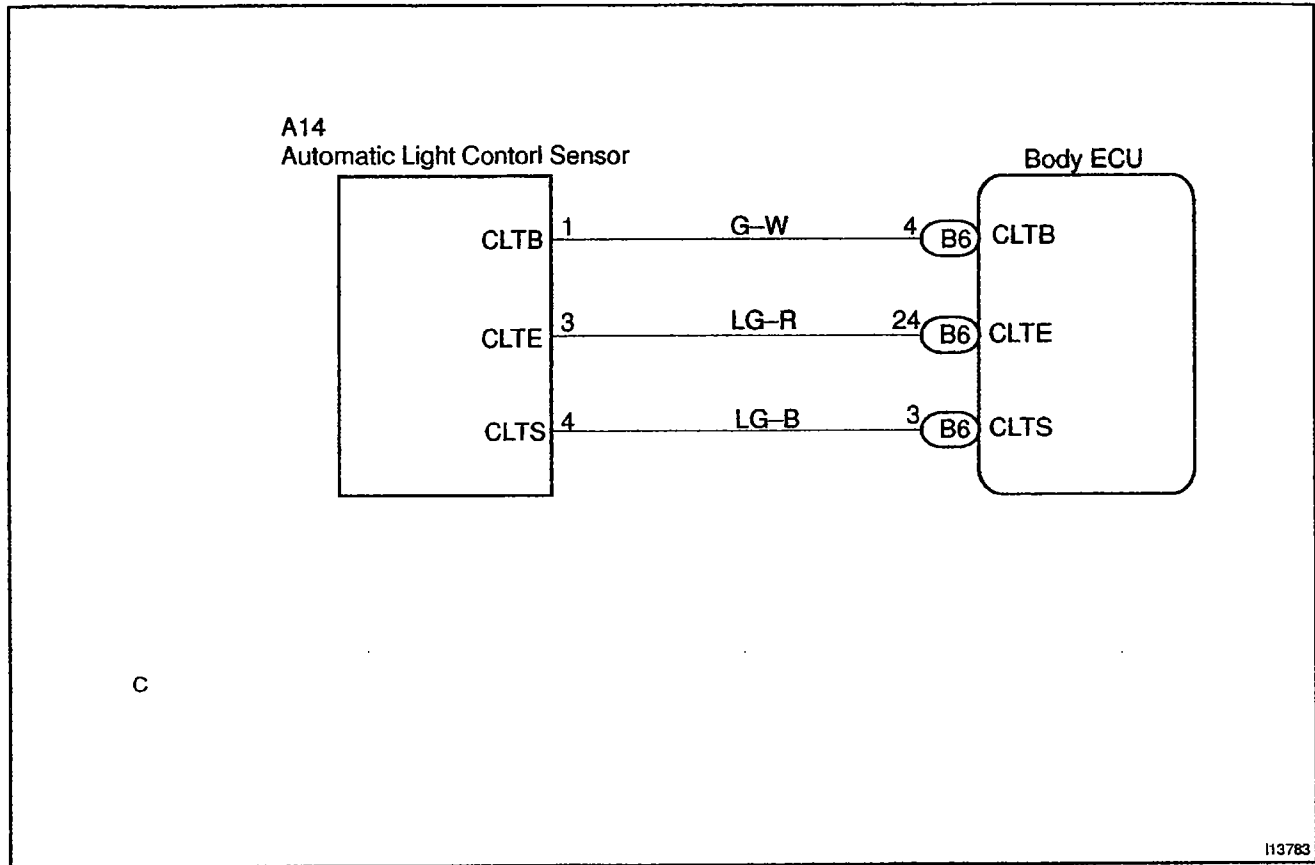 A14
Automatic Light Contorl Sensor
Body ECU
CLTB 1 G–W 4 B6 CLTB
CLTE 3 LG–R 24 B6 CLTE
CLTS 4 LG–B 3 B6 CLTS
C
I13783